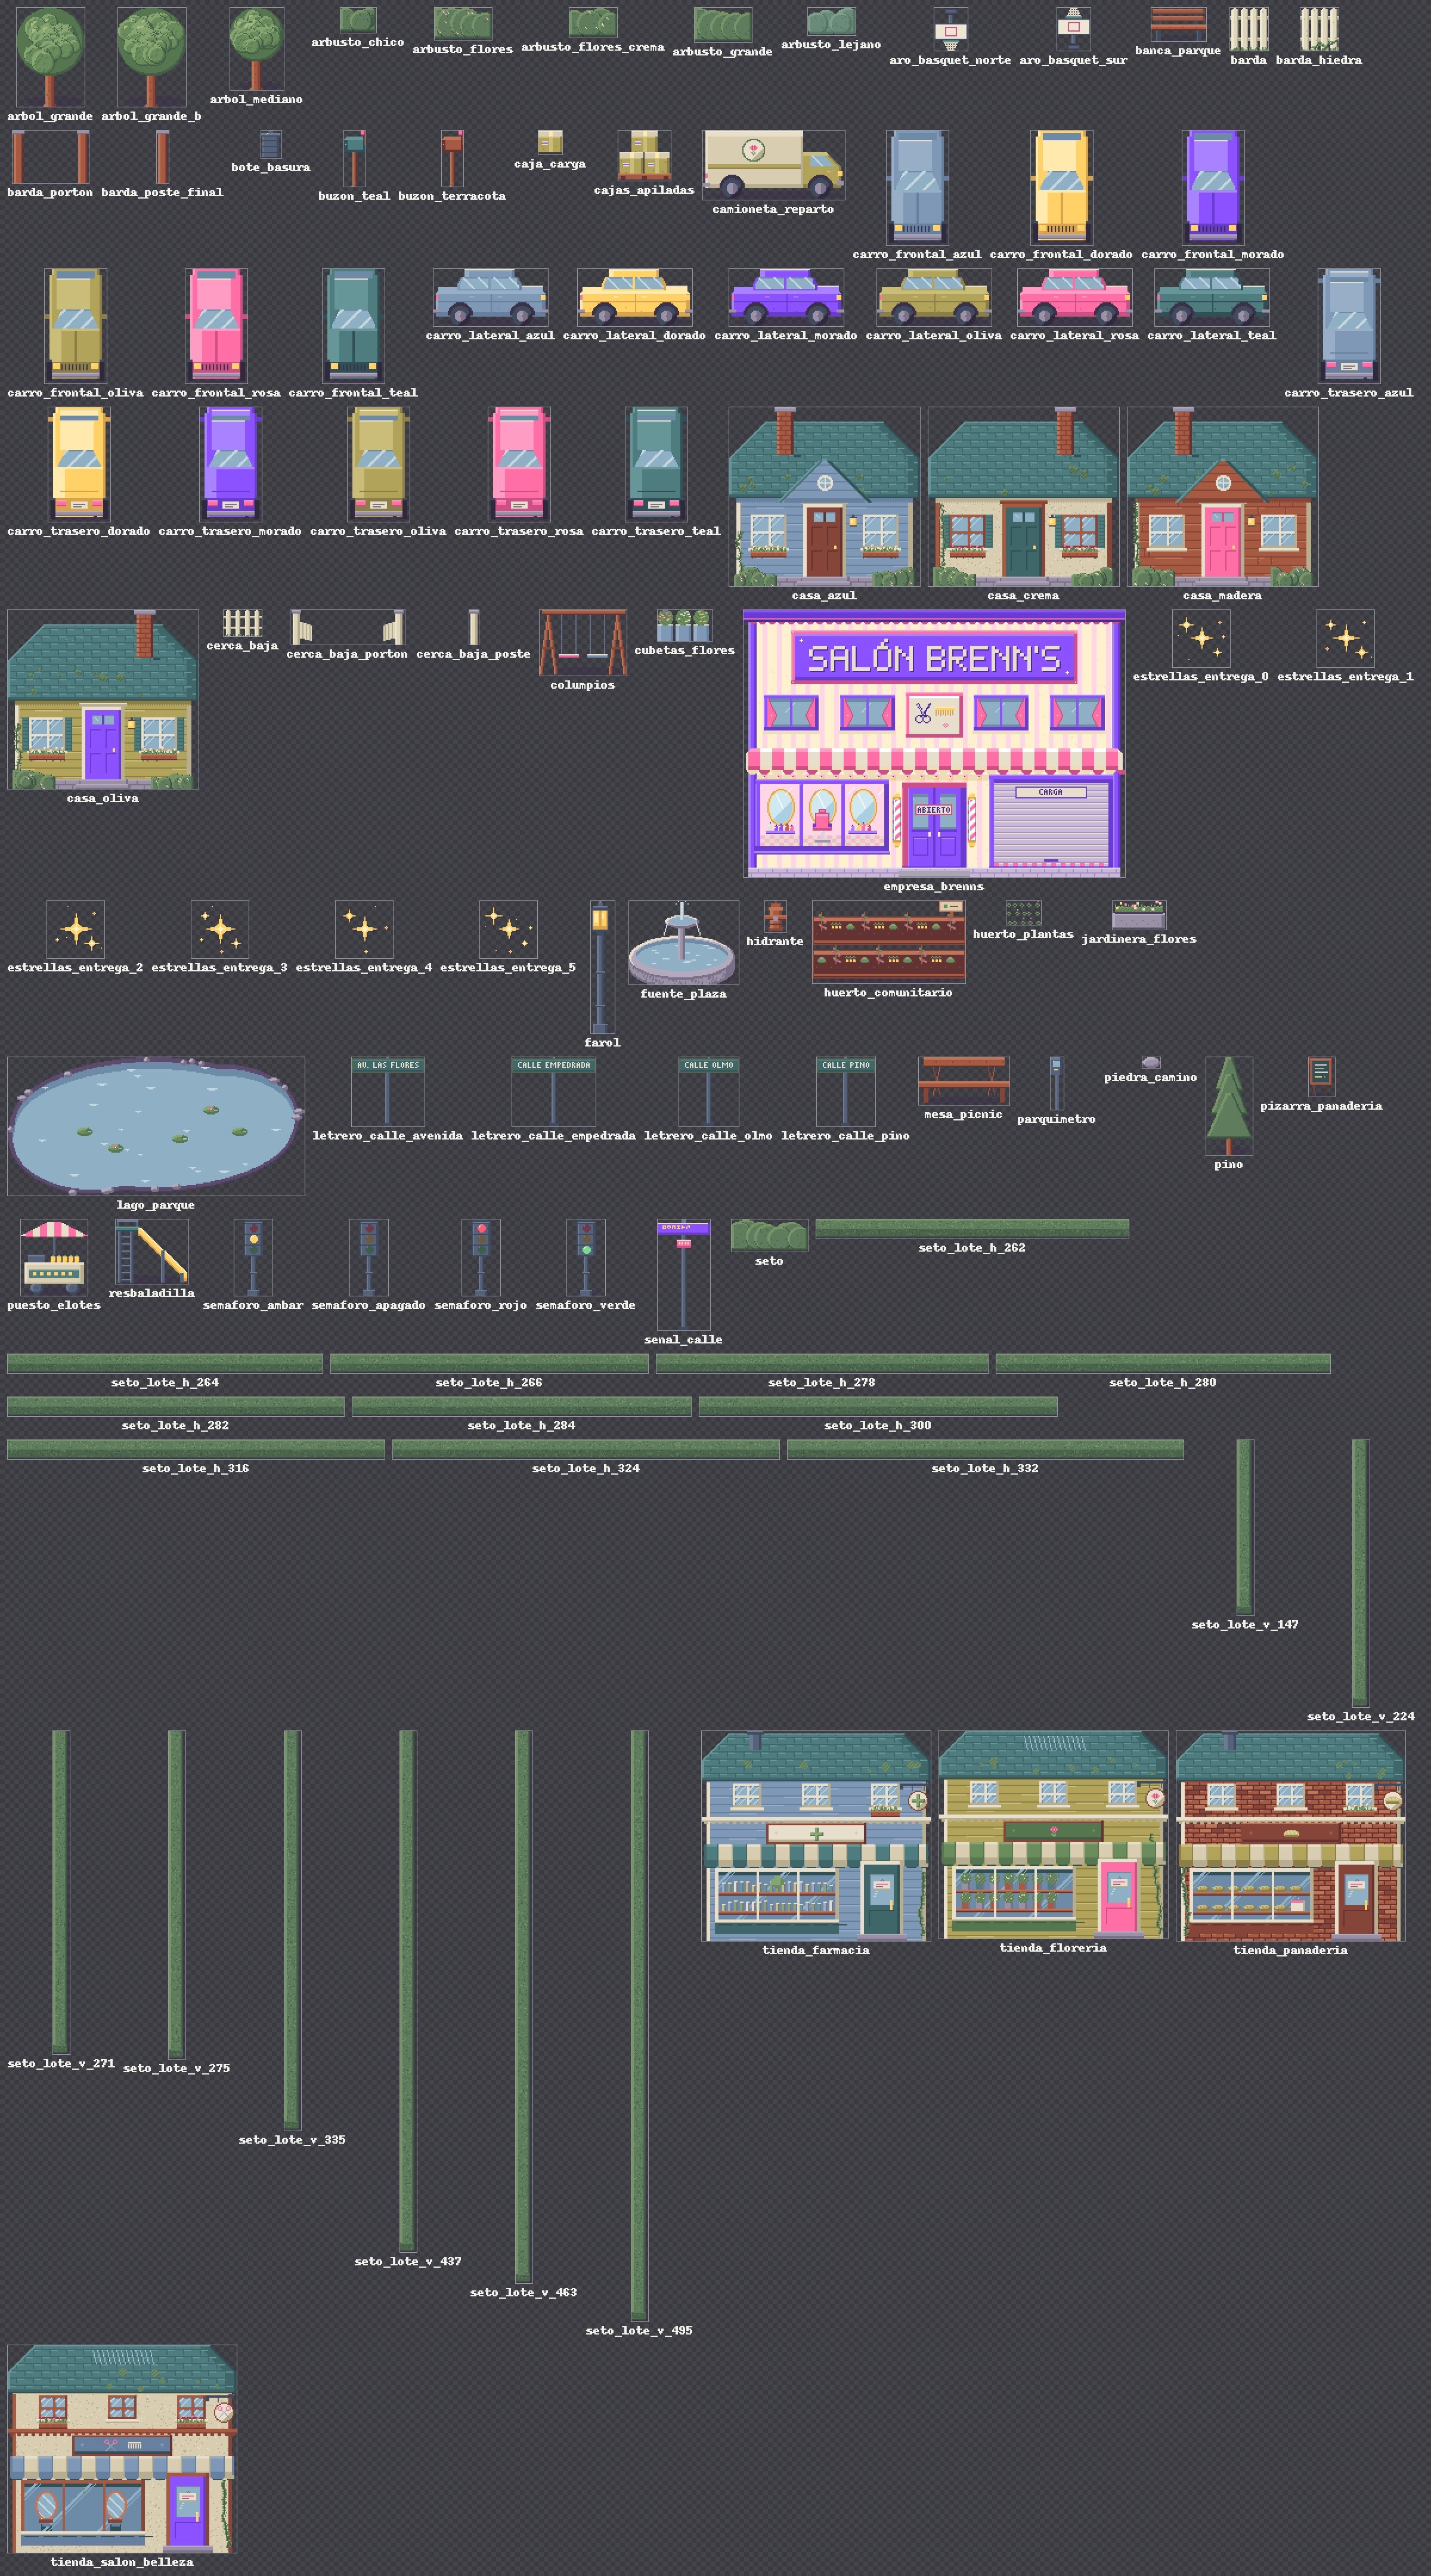 arbol_grande
arbol_grande_b
arbol_mediano
arbusto_chico
arbusto_flores
arbusto_flores_crema
arbusto_grande
arbusto_lejano
aro_basquet_norte
aro_basquet_sur
banca_parque
barda
barda_hiedra
barda_porton
barda_poste_final
bote_basura
buzon_teal
buzon_terracota
caja_carga
cajas_apiladas
camioneta_reparto
carro_frontal_azul
carro_frontal_dorado
carro_frontal_morado
carro_frontal_oliva
carro_frontal_rosa
carro_frontal_teal
carro_lateral_azul
carro_lateral_dorado
carro_lateral_morado
carro_lateral_oliva
carro_lateral_rosa
carro_lateral_teal
carro_trasero_azul
carro_trasero_dorado
carro_trasero_morado
carro_trasero_oliva
carro_trasero_rosa
carro_trasero_teal
casa_azul
casa_crema
casa_madera
casa_oliva
cerca_baja
cerca_baja_porton
cerca_baja_poste
columpios
cubetas_flores
SALÓN BRENN'S
CARGA
ABIERTO
empresa_brenns
estrellas_entrega_0
estrellas_entrega_1
estrellas_entrega_2
estrellas_entrega_3
estrellas_entrega_4
estrellas_entrega_5
farol
fuente_plaza
hidrante
huerto_comunitario
huerto_plantas
jardinera_flores
lago_parque
AV. LAS FLORES
letrero_calle_avenida
CALLE EMPEDRADA
letrero_calle_empedrada
CALLE OLMO
letrero_calle_olmo
CALLE PINO
letrero_calle_pino
mesa_picnic
parquimetro
piedra_camino
pino
pizarra_panaderia
puesto_elotes
resbaladilla
semaforo_ambar
semaforo_apagado
semaforo_rojo
semaforo_verde
senal_calle
seto
seto_lote_h_262
seto_lote_h_264
seto_lote_h_266
seto_lote_h_278
seto_lote_h_280
seto_lote_h_282
seto_lote_h_284
seto_lote_h_300
seto_lote_h_316
seto_lote_h_324
seto_lote_h_332
seto_lote_v_147
seto_lote_v_224
seto_lote_v_271
seto_lote_v_275
seto_lote_v_335
seto_lote_v_437
seto_lote_v_463
seto_lote_v_495
tienda_farmacia
tienda_floreria
tienda_panaderia
tienda_salon_belleza